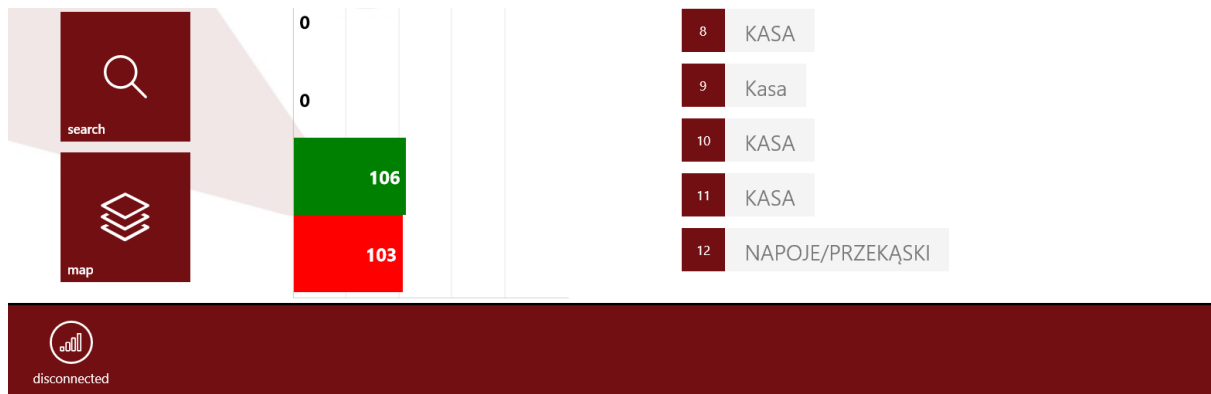 search
map
0
0
106
103
8 KASA
9 Kasa
10 KASA
11 KASA
12 NAPOJE/PRZEKĄSKI
disconnected